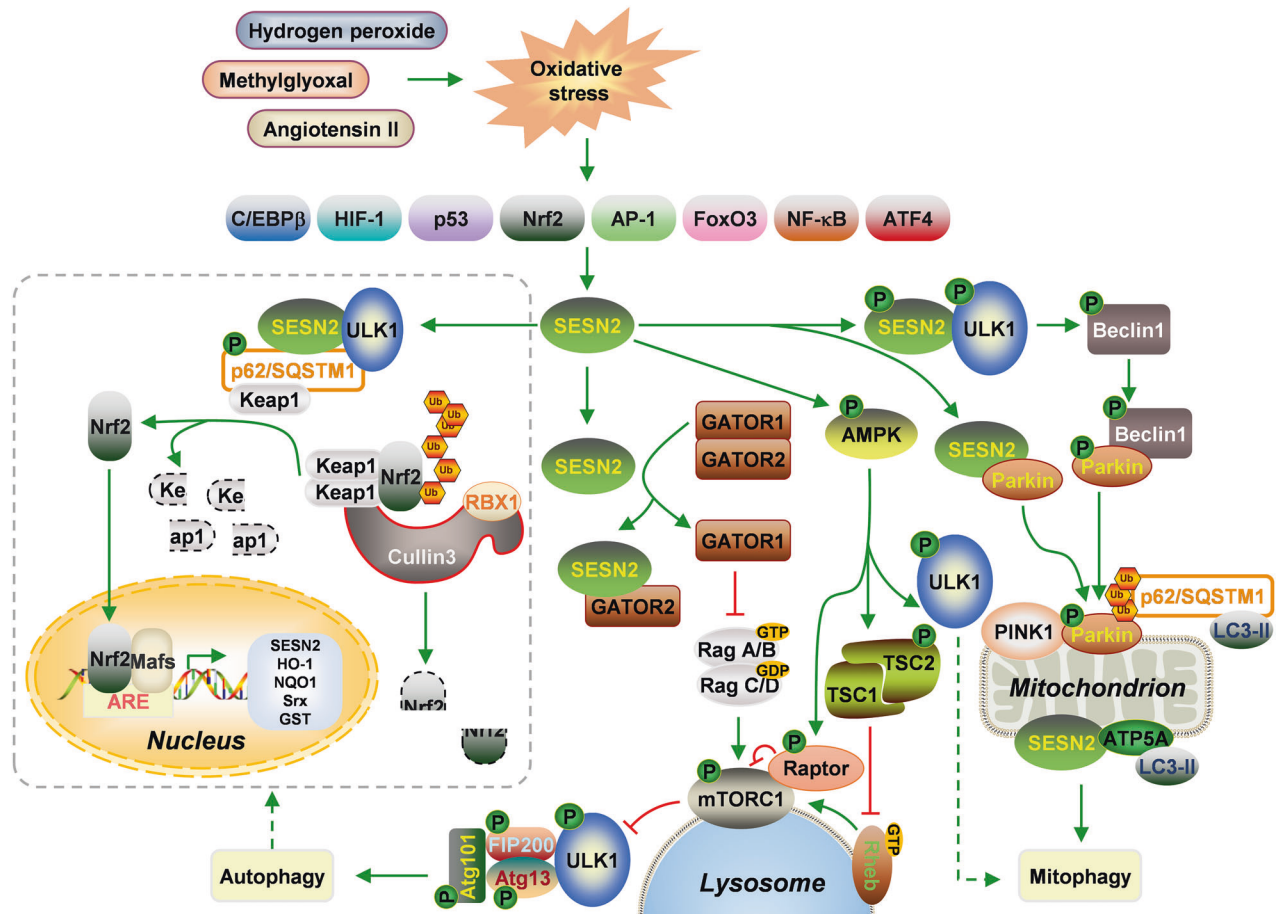 Hydrogen peroxide
Methylglyoxal
Angiotensin II
Oxidative
stress
C/EBPβ
HIF-1
p53
Nrf2
AP-1
FoxO3
NF-κB
ATF4
SESN2
ULK1
P
p62/SQSTM1
Keap1
SESN2
P
P
SESN2
ULK1
P
Beclin1
Nrf2
Ub
Ub
Ub
Ub
Ub
Ub
Keap1
Keap1
Nrf2
RBX1
Cullin3
Ke
ap1
Ke
ap1
SESN2
GATOR1
GATOR2
P
AMPK
SESN2
Parkin
P
Beclin1
P
Parkin
SESN2
GATOR2
GATOR1
P
ULK1
Nrf2
Mafs
ARE
SESN2
HO-1
NQO1
Srx
GST
Nucleus
Nrf2
Nrf2
GTP
Rag A/B
GDP
Rag C/D
P
TSC2
TSC1
Ub
Ub
Ub
p62/SQSTM1
LC3-II
PINK1
P
Parkin
Mitochondrion
SESN2
ATP5A
LC3-II
P
Raptor
P
mTORC1
GTP
Rheb
Lysosome
P
ULK1
P
FIP200
Atg13
P
Atg101
P
Autophagy
Mitophagy